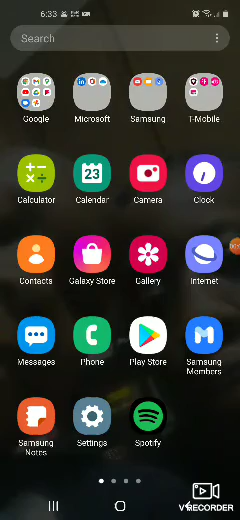 6:33
Search
Google Microsoft Samsung T-Mobile
Calculator Calendar Camera Clock
23
Contacts Galaxy Store Gallery Internet
Messages Phone Play Store Samsung Members
Samsung Notes Settings Spotify
VRECORDER